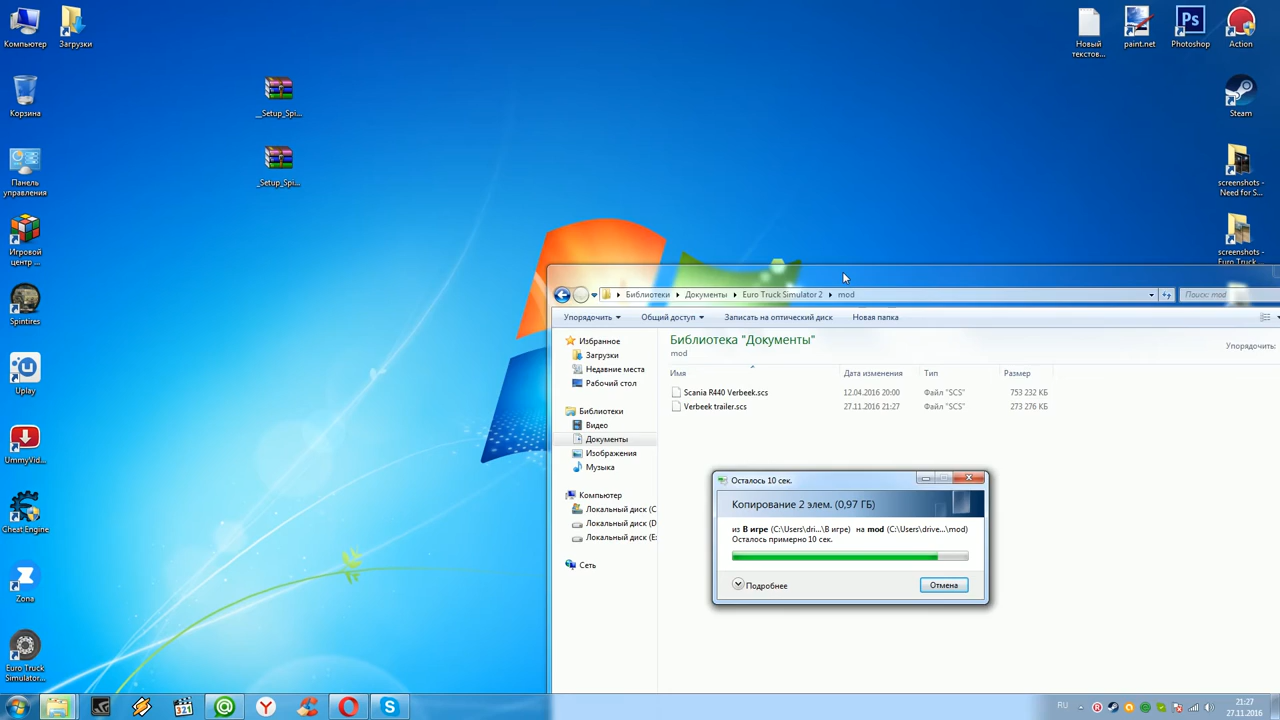 Компьютер
Загрузки
Корзина
Панель управления
Игровой центр ...
Spintires
Uplay
UmmyVid...
Cheat Engine
Zona
Euro Truck Simulator...
__Setup_Spi...
_Setup_Spi...
Новый текстов...
paint.net
Photoshop
Action
Steam
screenshots - Need for S...
screenshots - Euro Truck...
Библиотеки ▸ Документы ▸ Euro Truck Simulator 2 ▸ mod
Поиск: mod
Упорядочить
Общий доступ
Записать на оптический диск
Новая папка
Избранное
Загрузки
Недавние места
Рабочий стол
Библиотеки
Видео
Документы
Изображения
Музыка
Компьютер
Локальный диск (C
Локальный диск (D
Локальный диск (E:
Сеть
Библиотека "Документы"
mod
Упорядочить:
Имя Дата изменения Тип Размер
Scania R440 Verbeek.scs 12.04.2016 20:00 Файл "SCS" 753 232 КБ
Verbeek trailer.scs 27.11.2016 21:27 Файл "SCS" 273 276 КБ
Осталось 10 сек.
Копирование 2 элем. (0,97 ГБ)
из В игре (C:\Users\dri...\В игре) на mod (C:\Users\drive...\mod)
Осталось примерно 10 сек.
Подробнее
Отмена
321
RU
21:27
27.11.2016